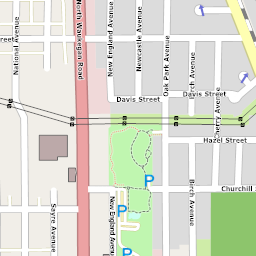 National Avenue
North Waukegan Road
New England Avenue
Newcastle Avenue
Oak Park Avenue
Birch Avenue
Cherry Avenue
Davis Street
Davis Street
Street
Hazel Street
Churchill
Sayre Avenue
New England Avenue
Birch Avenue
P
P
P